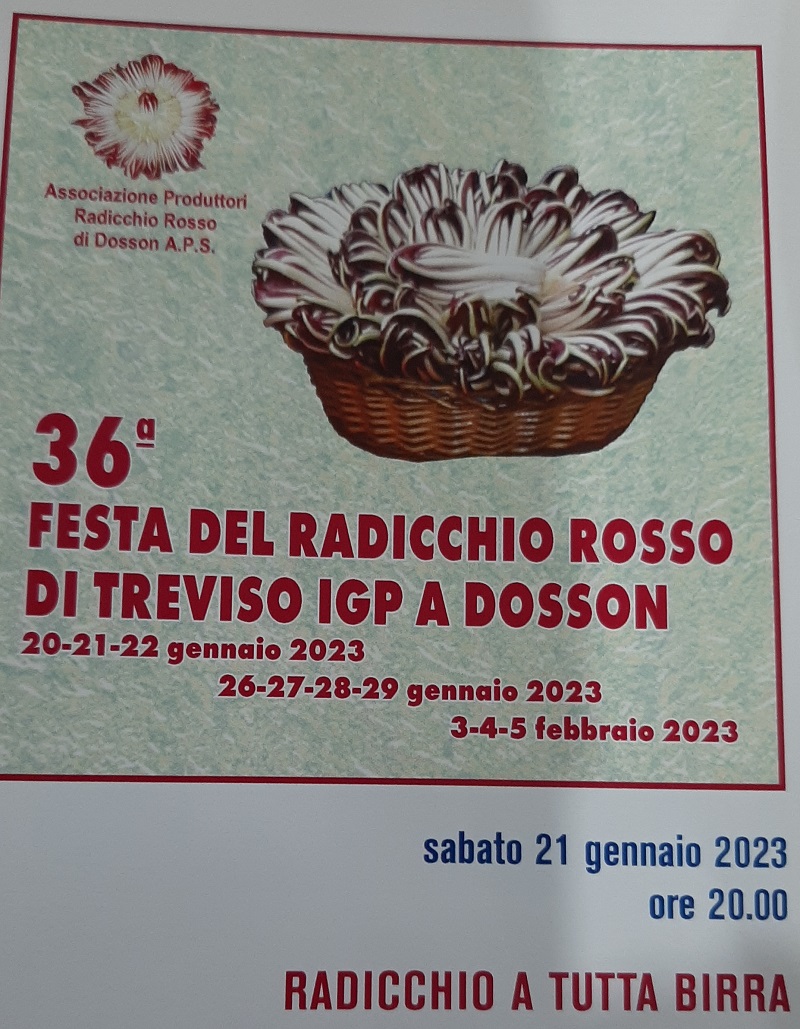 Associazione Produttori
Radicchio Rosso
di Dosson A.P.S.
36ª
FESTA DEL RADICCHIO ROSSO
DI TREVISO IGP A DOSSON
20-21-22 gennaio 2023
26-27-28-29 gennaio 2023
3-4-5 febbraio 2023
sabato 21 gennaio 2023
ore 20.00
RADICCHIO A TUTTA BIRRA